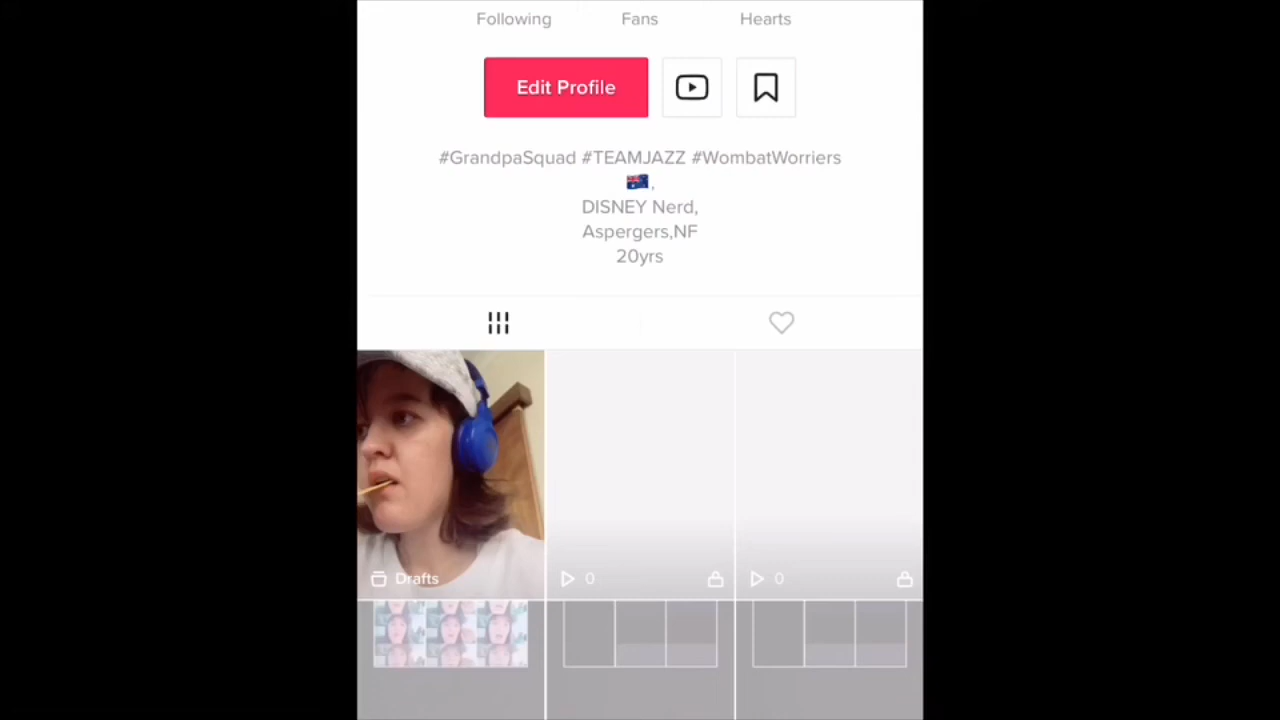 Following Fans Hearts
Edit Profile
#GrandpaSquad #TEAMJAZZ #WombatWorriers
🇦🇺,
DISNEY Nerd,
Aspergers,NF
20yrs
Drafts 0 0